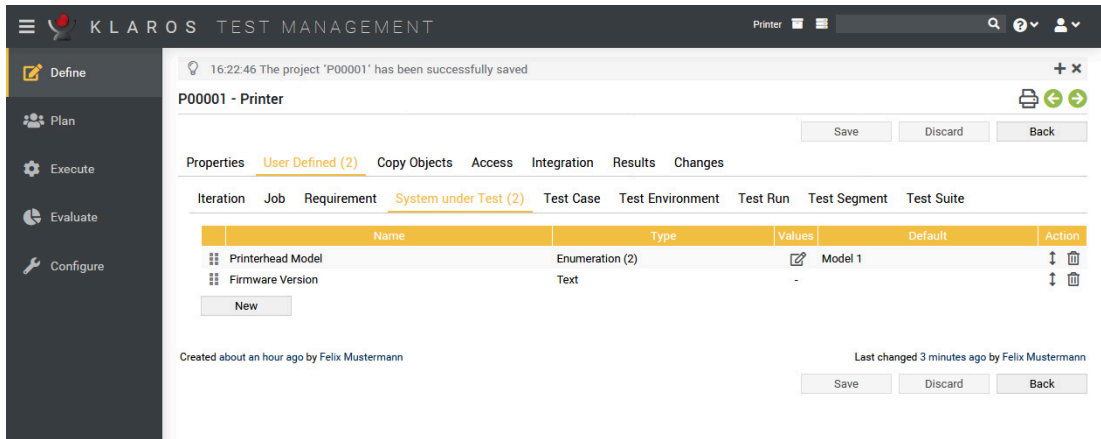 KLAROS TEST MANAGEMENT
Printer
Define
Plan
Execute
Evaluate
Configure
16:22:46 The project 'P00001' has been successfully saved
P00001 - Printer
Save Discard Back
Properties User Defined (2) Copy Objects Access Integration Results Changes
Iteration Job Requirement System under Test (2) Test Case Test Environment Test Run Test Segment Test Suite
Name Type Values Default Action
Printerhead Model Enumeration (2) Model 1
Firmware Version Text -
New
Created about an hour ago by Felix Mustermann Last changed 3 minutes ago by Felix Mustermann
Save Discard Back